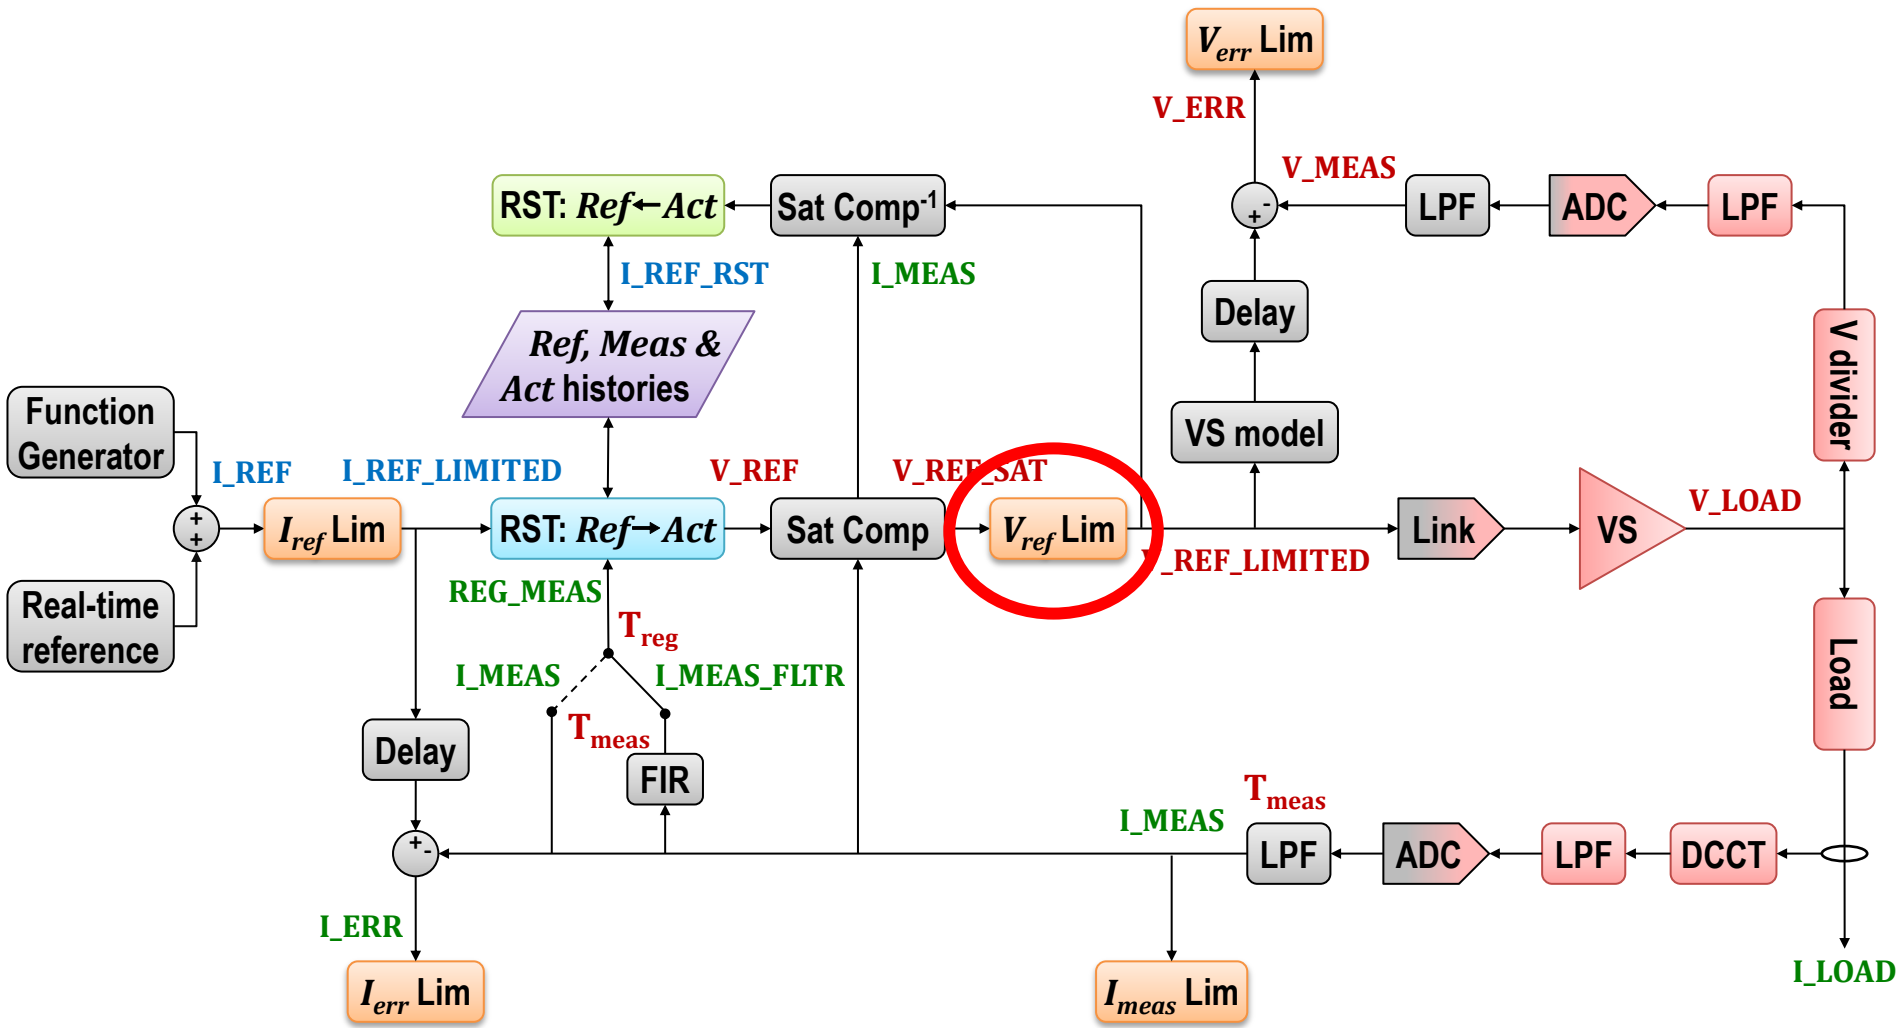 V_err Lim
V_ERR
V_MEAS
RST: Ref←Act
Sat Comp⁻¹
+
-
LPF
ADC
LPF
I_REF_RST
I_MEAS
Delay
Ref, Meas &
Act histories
V divider
Function
Generator
VS model
I_REF
I_REF_LIMITED
V_REF
V_REF_SAT
V_LOAD
+
+
I_ref Lim
RST: Ref→Act
Sat Comp
V_ref Lim
Link
VS
V_REF_LIMITED
REG_MEAS
Real-time
reference
T_reg
I_MEAS
I_MEAS_FLTR
Load
T_meas
Delay
FIR
T_meas
I_MEAS
+
-
LPF
ADC
LPF
DCCT
I_ERR
I_LOAD
I_err Lim
I_meas Lim